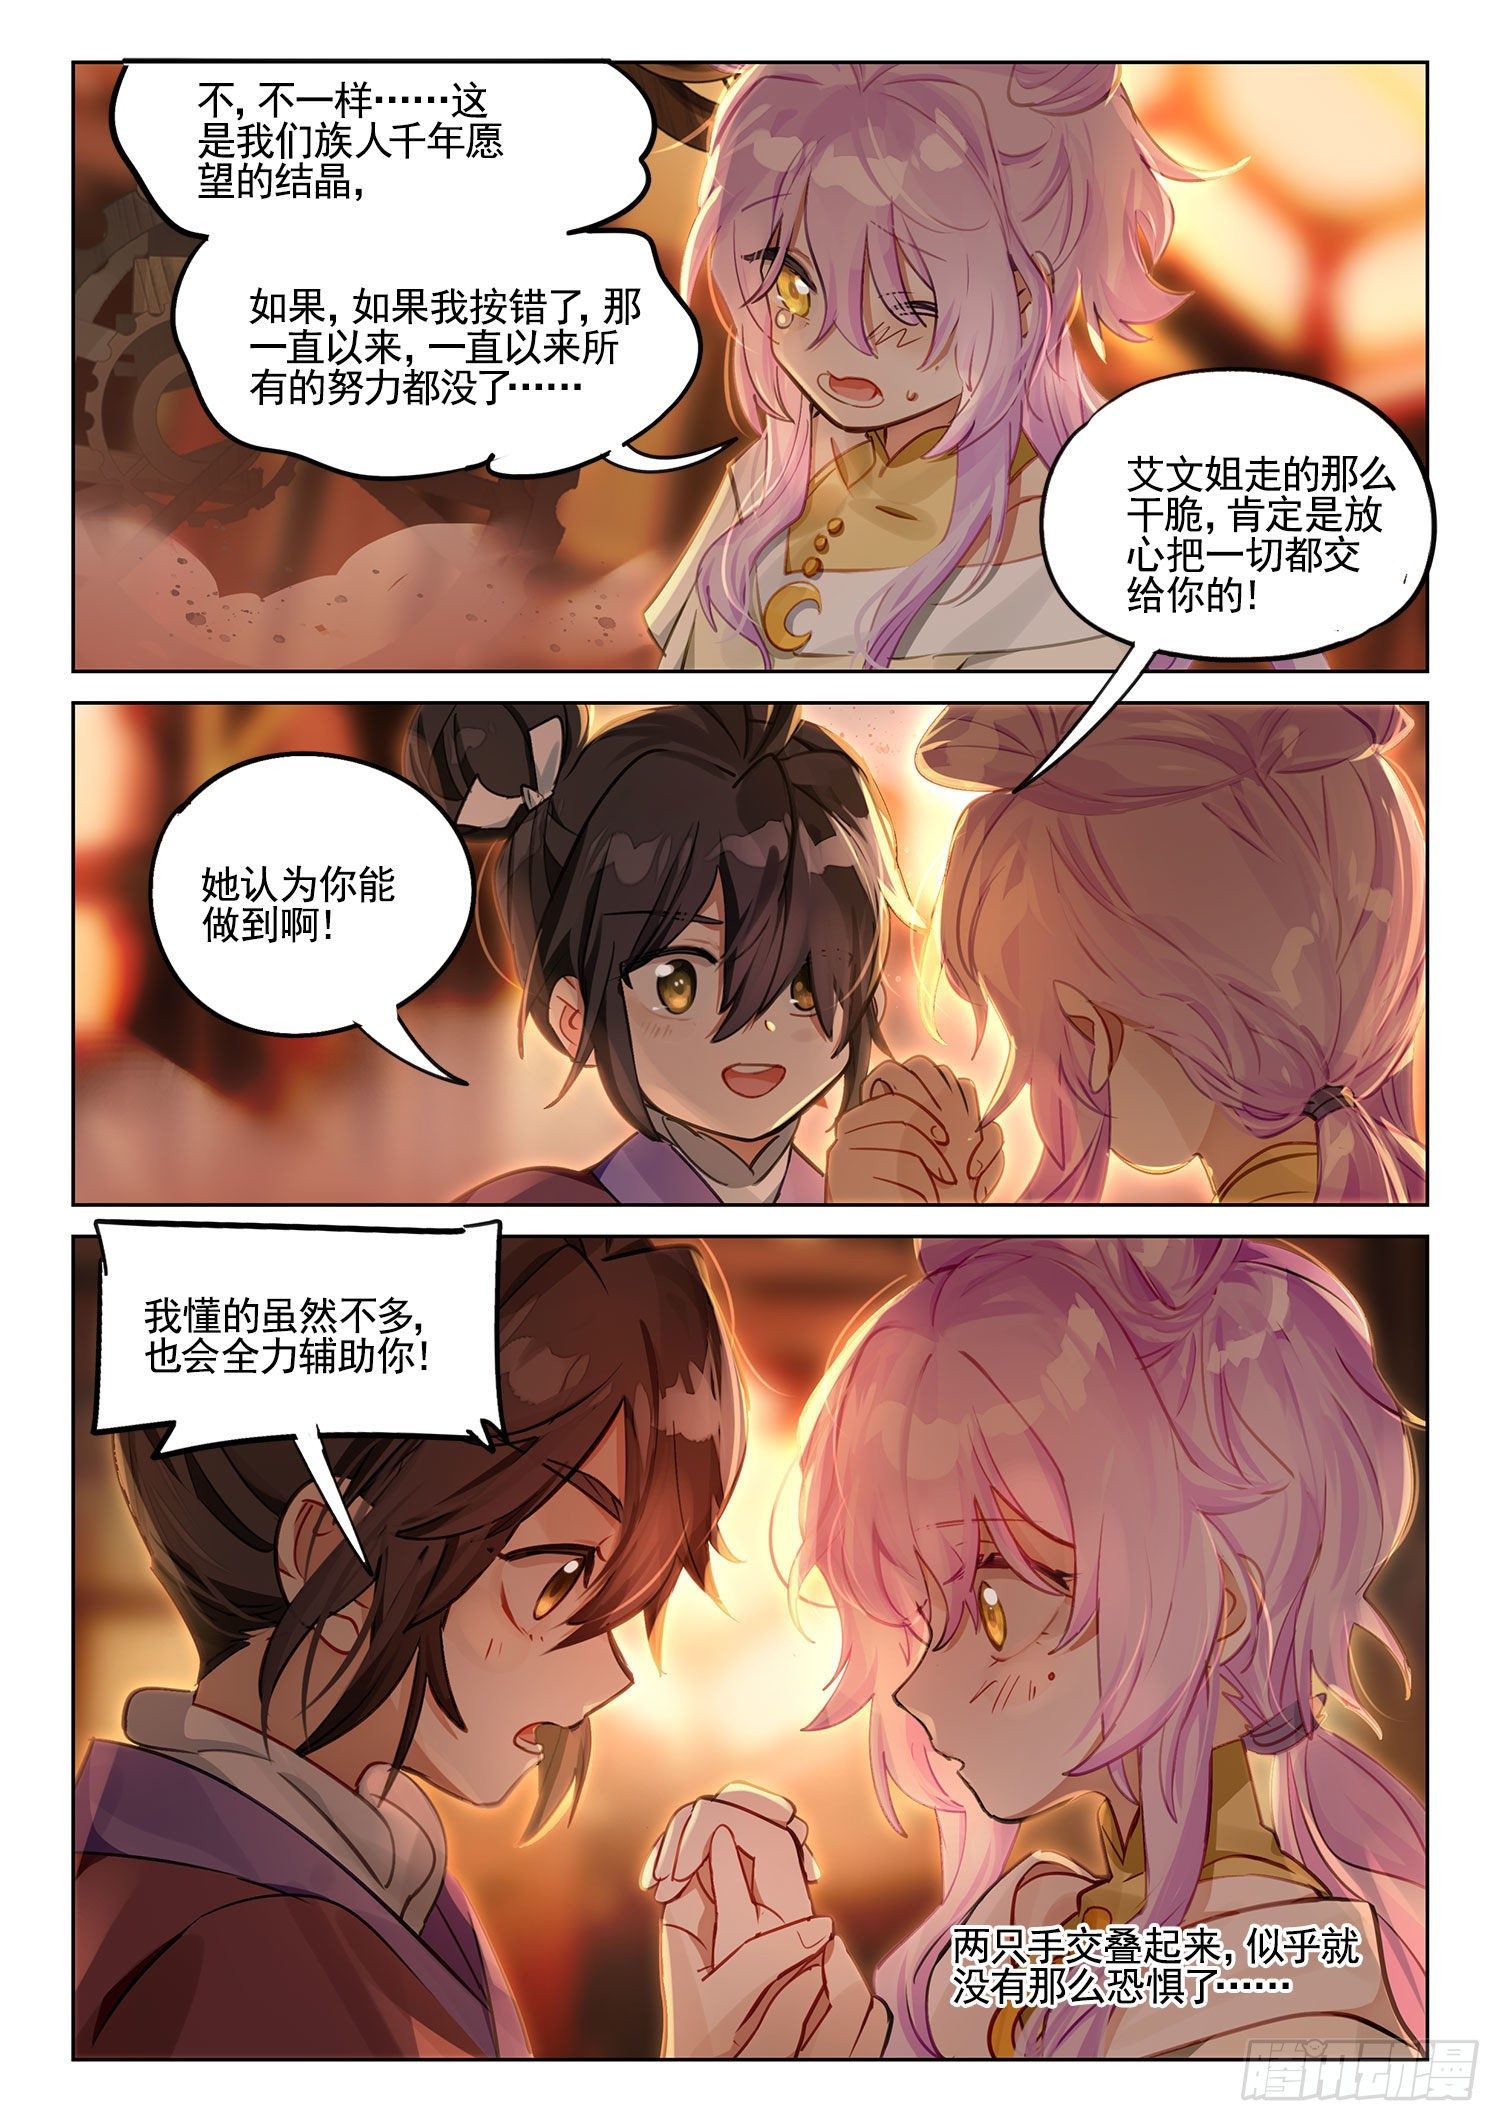 不，不一样……这
是我们族人千年愿
望的结晶，
如果，如果我按错了，那
一直以来，一直以来所
有的努力都没了……
艾文姐走的那么
干脆，肯定是放
心把一切都交
给你的！
她认为你能
做到啊！
我懂的虽然不多，
也会全力辅助你！
两只手交叠起来，似乎就
没有那么恐惧了……
腾讯动漫